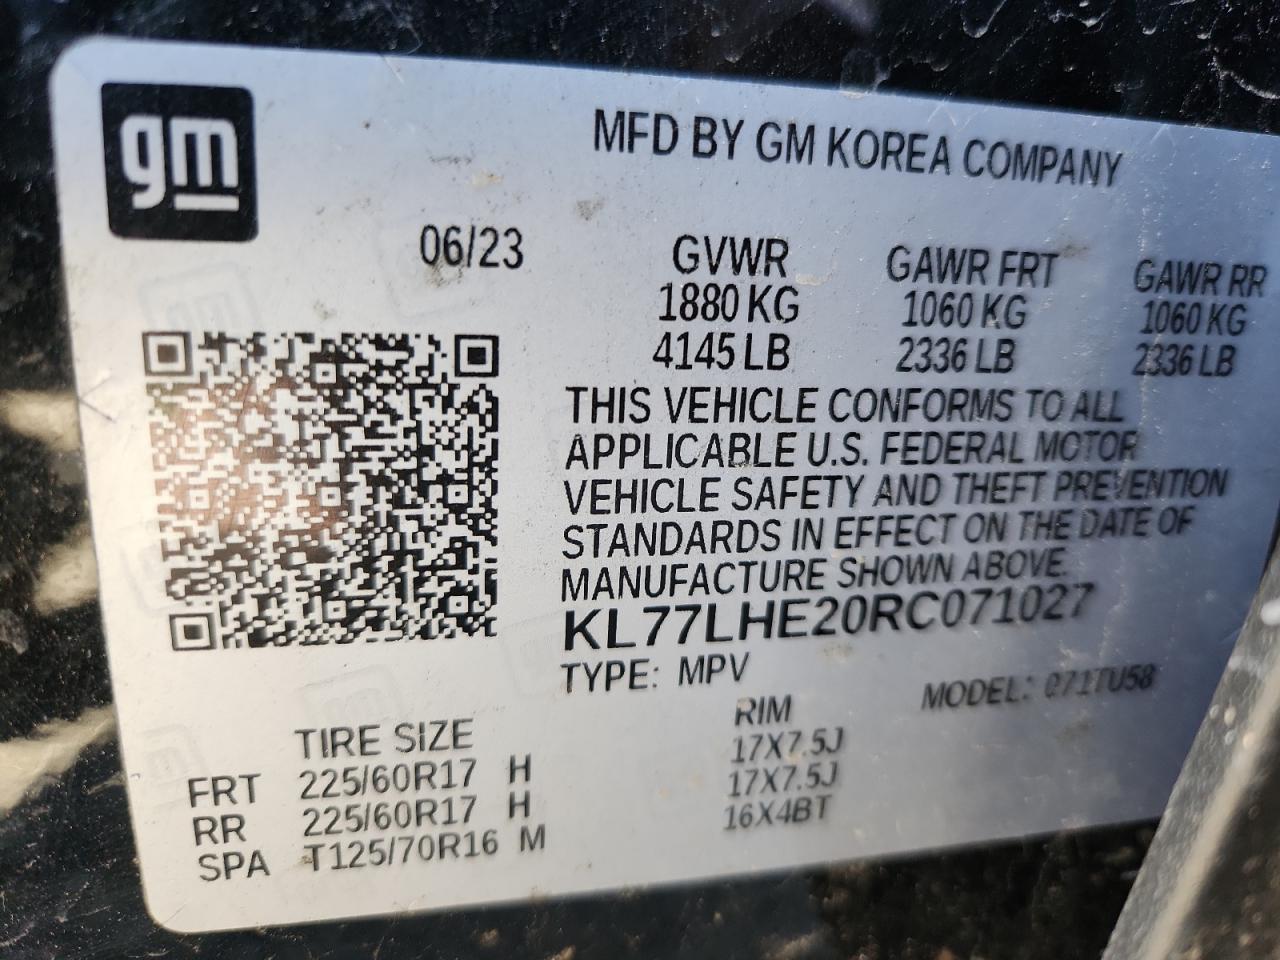 gm
MFD BY GM KOREA COMPANY
06/23
GVWR GAWR FRT GAWR RR
1880 KG 1060 KG 1060 KG
4145 LB 2336 LB 2336 LB
THIS VEHICLE CONFORMS TO ALL
APPLICABLE U.S. FEDERAL MOTOR
VEHICLE SAFETY AND THEFT PREVENTION
STANDARDS IN EFFECT ON THE DATE OF
MANUFACTURE SHOWN ABOVE.
KL77LHE20RC071027
TYPE: MPV MODEL:
TIRE SIZE RIM
FRT 225/60R17 H 17X7.5J
RR 225/60R17 H 17X7.5J
SPA T125/70R16 M 16X4BT